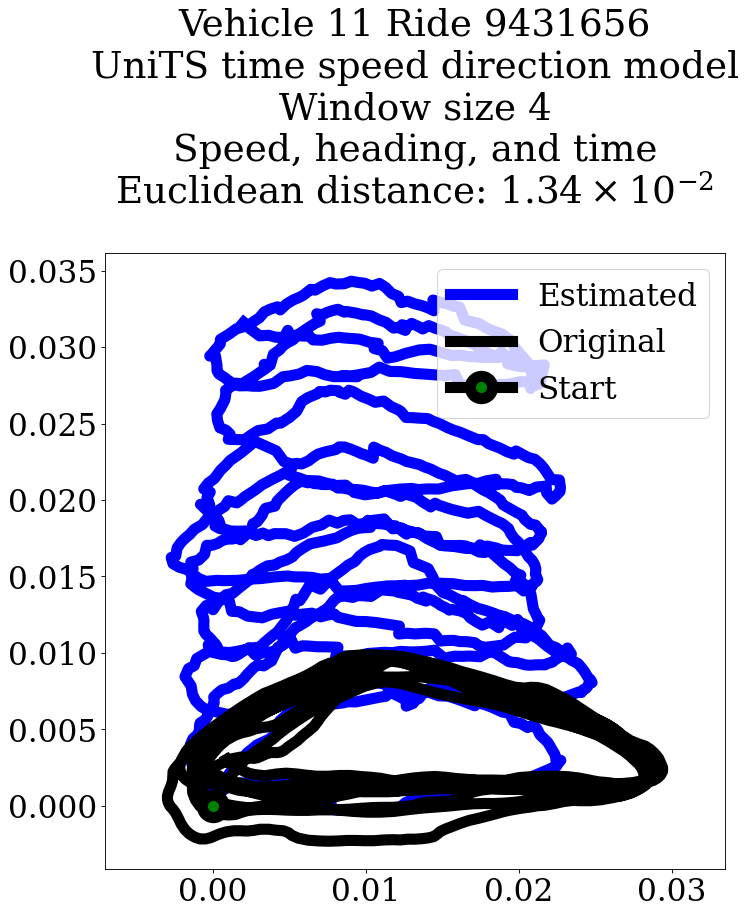 Vehicle 11 Ride 9431656
UniTS time speed direction model
Window size 4
Speed, heading, and time
Euclidean distance: 1.34 × 10⁻²
0.035
0.030
0.025
0.020
0.015
0.010
0.005
0.000
Estimated
Original
Start
0.00 0.01 0.02 0.03